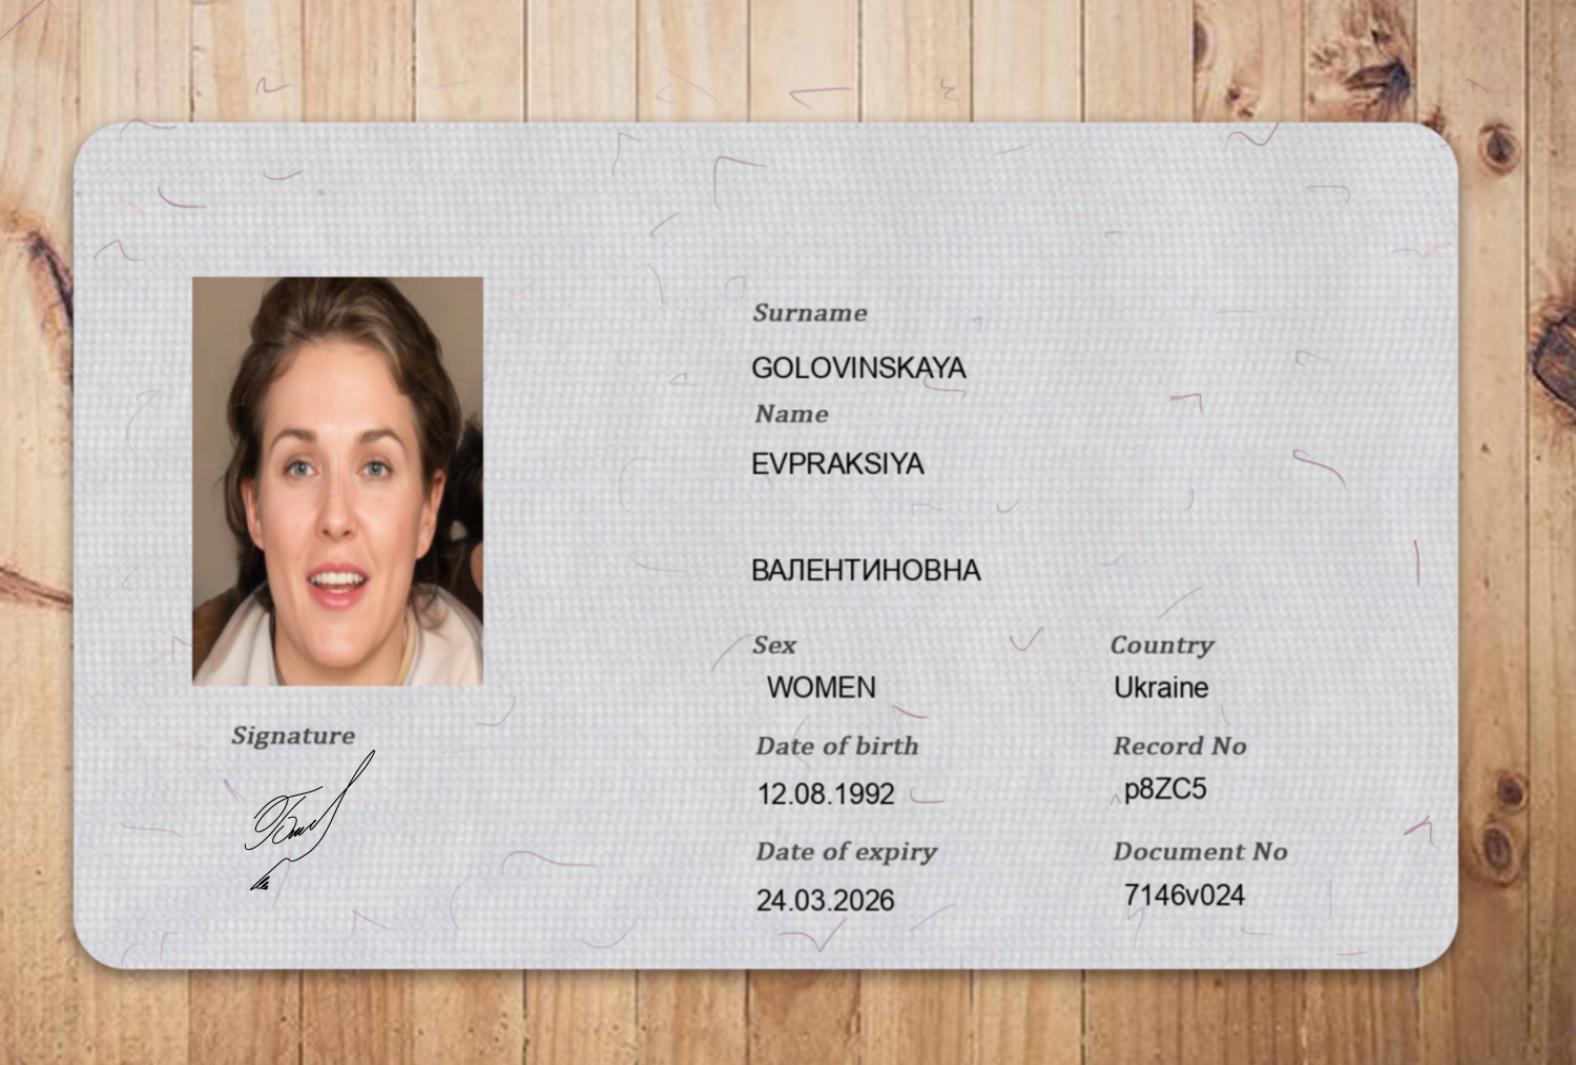 Surname
GOLOVINSKAYA
Name
EVPRAKSIYA
ВАЛЕНТИНОВНА
Sex
WOMEN
Country
Ukraine
Date of birth
12.08.1992
Record No
p8ZC5
Date of expiry
24.03.2026
Document No
7146v024
Signature